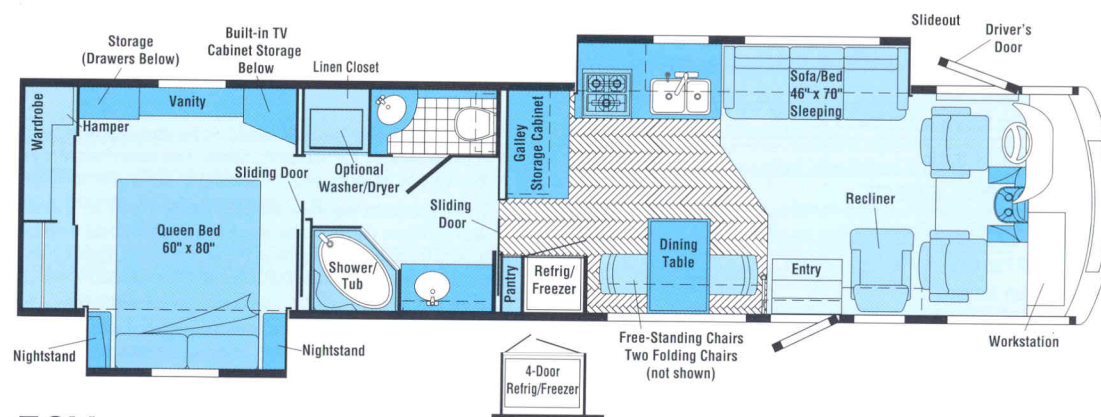 Storage
(Drawers Below)
Built-in TV
Cabinet Storage
Below
Linen Closet
Slideout
Driver's
Door
Wardrobe
Hamper
Vanity
Sliding Door
Optional
Washer/Dryer
Galley
Storage Cabinet
Sofa/Bed
46" x 70"
Sleeping
Queen Bed
60" x 80"
Sliding
Door
Recliner
Shower/
Tub
Pantry
Refrig/
Freezer
Dining
Table
Entry
Nightstand
Nightstand
4-Door
Refrig/Freezer
Free-Standing Chairs
Two Folding Chairs
(not shown)
Workstation